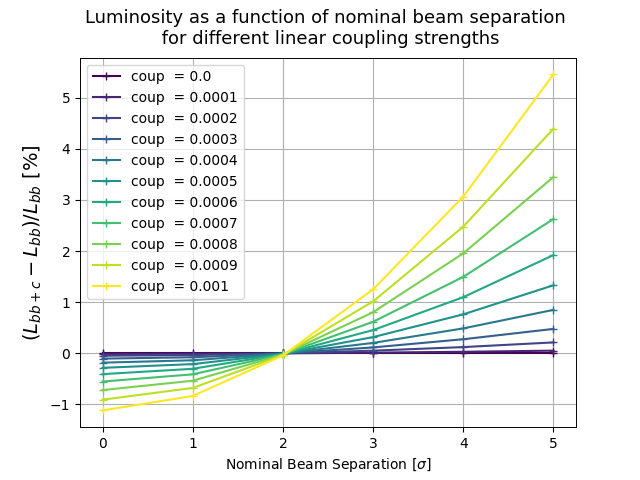 Luminosity as a function of nominal beam separation
for different linear coupling strengths
(L_{bb+c} − L_{bb})/L_{bb} [%]
5
4
3
2
1
0
−1
coup = 0.0
coup = 0.0001
coup = 0.0002
coup = 0.0003
coup = 0.0004
coup = 0.0005
coup = 0.0006
coup = 0.0007
coup = 0.0008
coup = 0.0009
coup = 0.001
0 1 2 3 4 5
Nominal Beam Separation [σ]